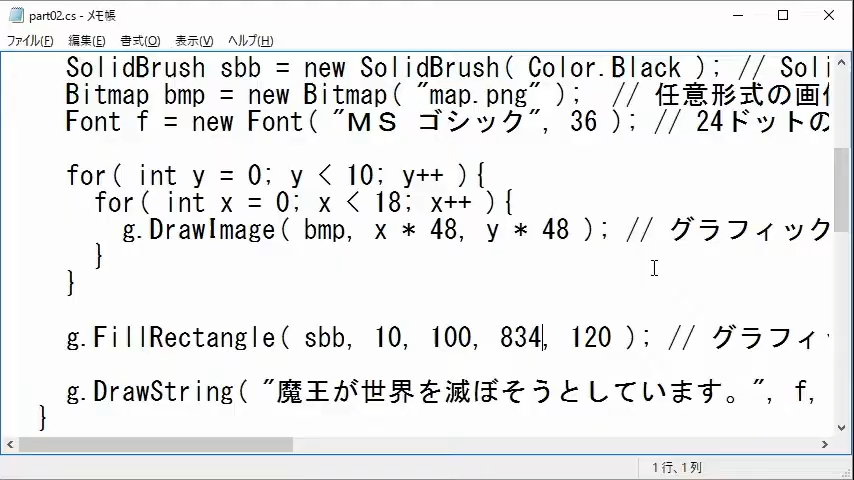 part02.cs - メモ帳
ファイル(F) 編集(E) 書式(O) 表示(V) ヘルプ(H)
SolidBrush sbb = new SolidBrush( Color.Black ); // Soli
Bitmap bmp = new Bitmap( "map.png" ); // 任意形式の画像
Font f = new Font( "ＭＳ ゴシック", 36 ); // 24ドットの
for( int y = 0; y < 10; y++ ){
for( int x = 0; x < 18; x++ ){
g.DrawImage( bmp, x * 48, y * 48 ); // グラフィック
}
}
g.FillRectangle( sbb, 10, 100, 834, 120 ); // グラフィ
g.DrawString( "魔王が世界を滅ぼそうとしています。", f,
}
1行、1列